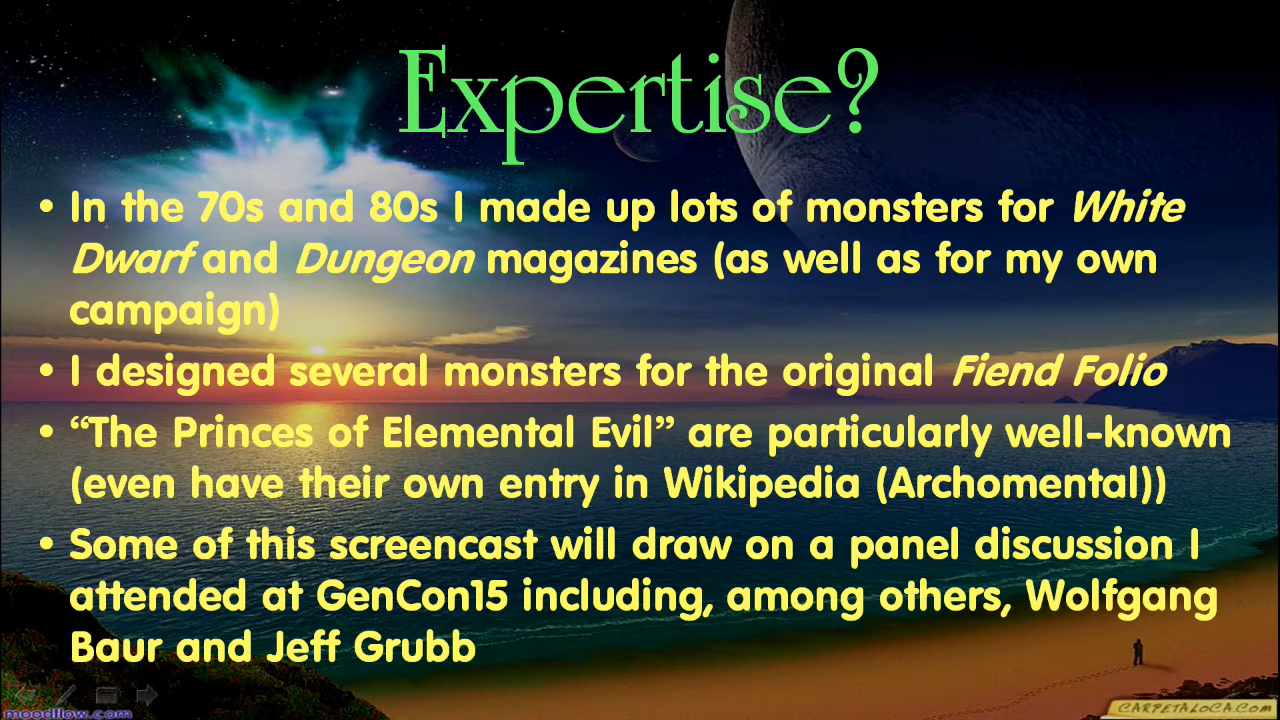 Expertise?
• In the 70s and 80s I made up lots of monsters for White
Dwarf and Dungeon magazines (as well as for my own
campaign)
• I designed several monsters for the original Fiend Folio
• “The Princes of Elemental Evil” are particularly well-known
(even have their own entry in Wikipedia (Archomental))
• Some of this screencast will draw on a panel discussion I
attended at GenCon15 including, among others, Wolfgang
Baur and Jeff Grubb
moodflow.com
CARPETALOCA.COM